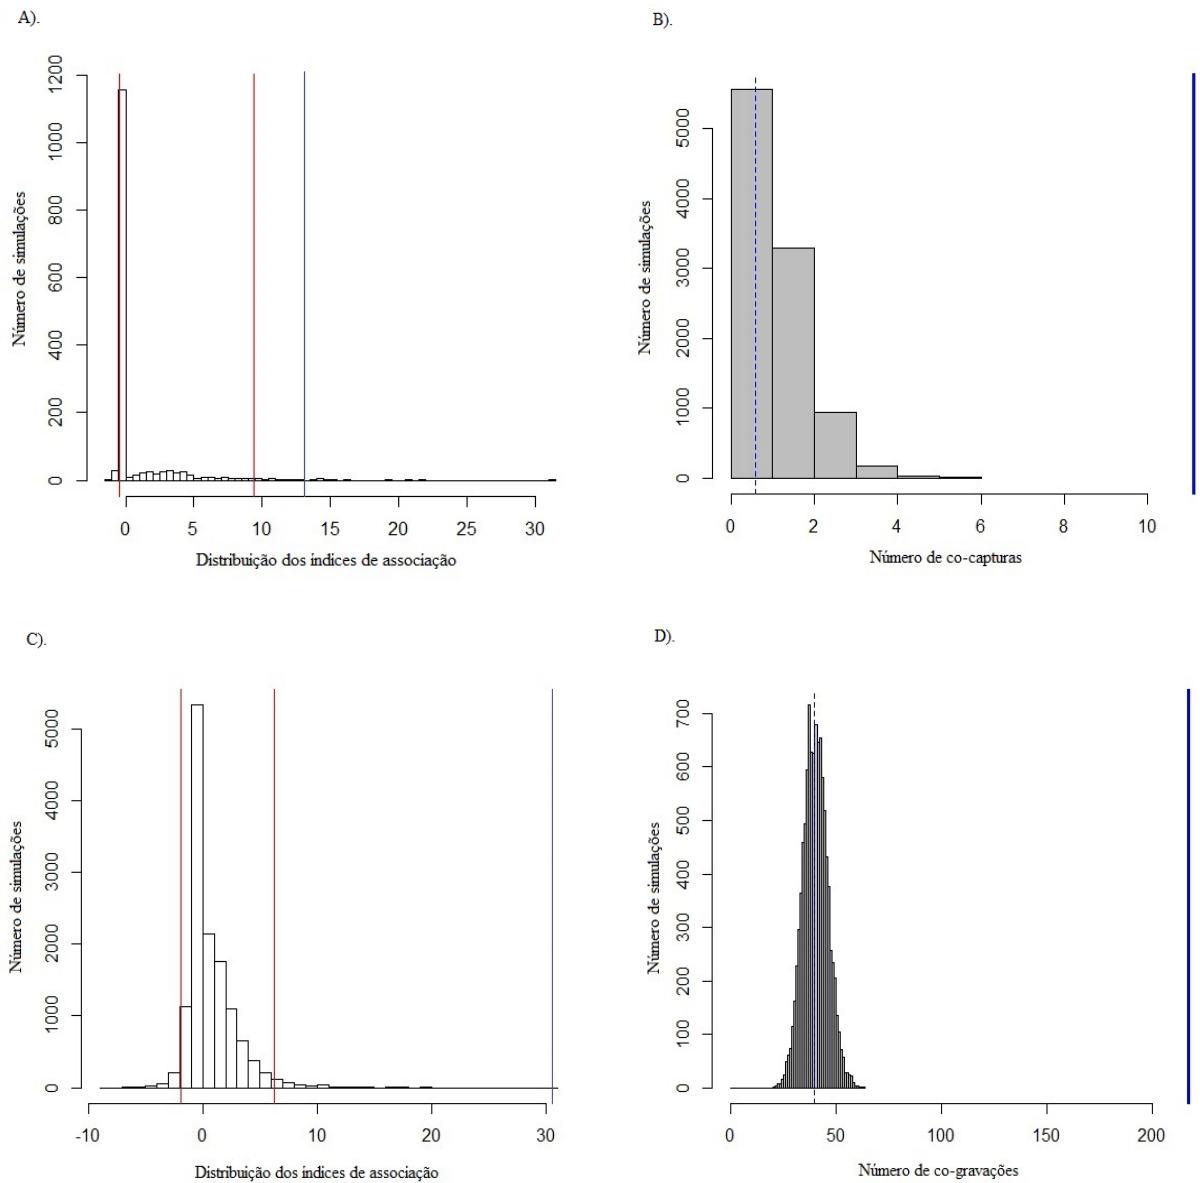 A).
1200
1000
800
600
400
200
0
Número de simulações
0 5 10 15 20 25 30
Distribuição dos índices de associação
B).
5000
4000
3000
2000
1000
0
Número de simulações
0 2 4 6 8 10
Número de co-capturas
C).
5000
4000
3000
2000
1000
0
Número de simulações
-10 0 10 20 30
Distribuição dos índices de associação
D).
700
600
500
400
300
200
100
0
Número de simulações
0 50 100 150 200
Número de co-gravações